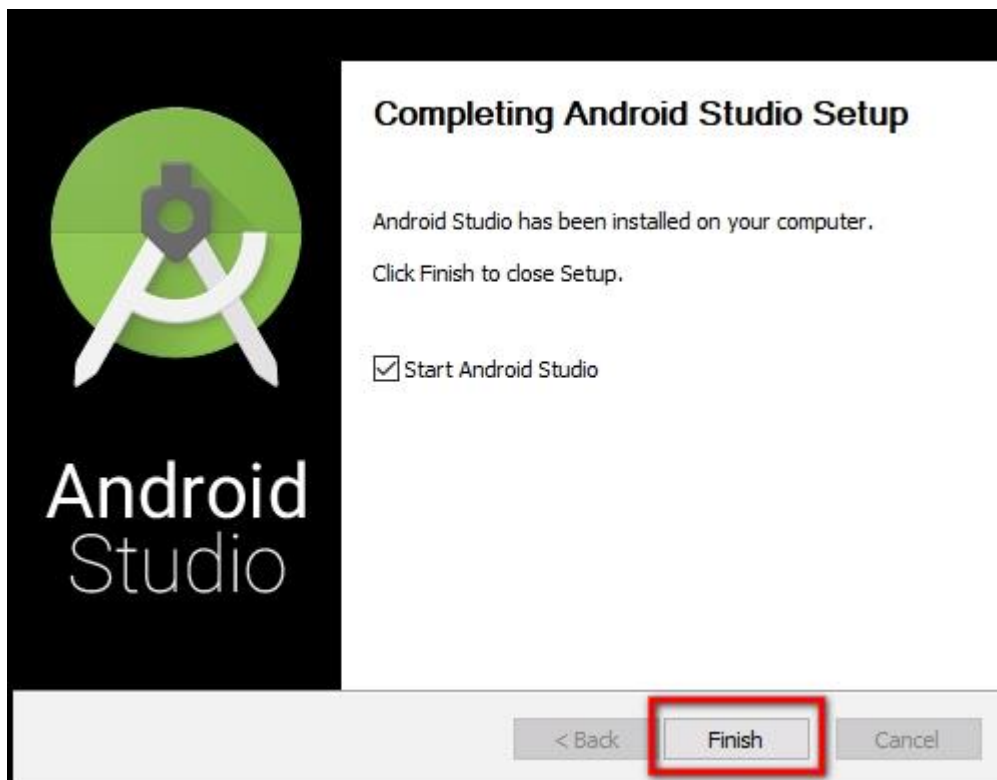 Completing Android Studio Setup
Android Studio has been installed on your computer.
Click Finish to close Setup.
Start Android Studio
Android
Studio
< Back
Finish
Cancel